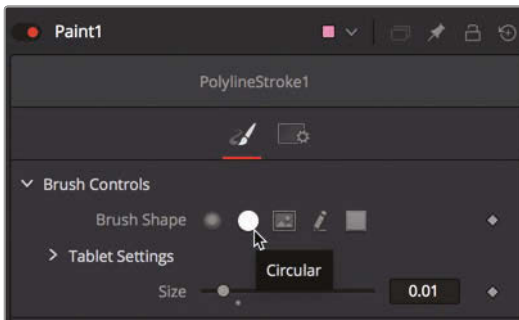 Paint1
PolylineStroke1
Brush Controls
Brush Shape
Tablet Settings
Circular
Size 0.01